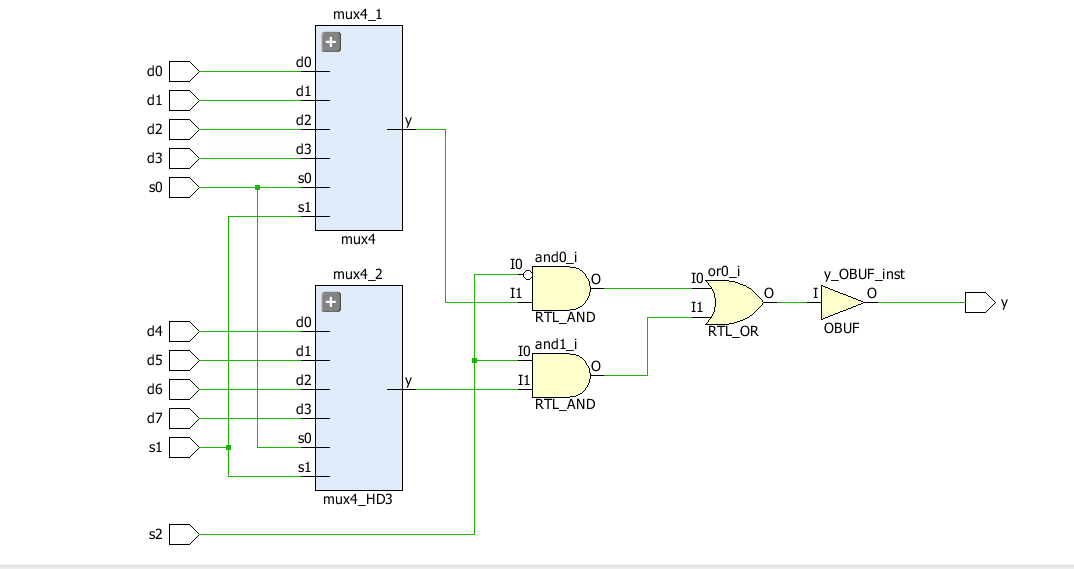 mux4_1
+
d0
d0
d1
d1
d2
d2
y
d3
d3
s0
s0
s1
mux4
mux4_2
+
d4
d0
d5
d1
d6
d2
y
d7
d3
s1
s0
s1
mux4_HD3
s2
and0_i
I0
O
I1
RTL_AND
and1_i
I0
O
I1
RTL_AND
or0_i
I0
O
I1
RTL_OR
y_OBUF_inst
I
O
OBUF
y